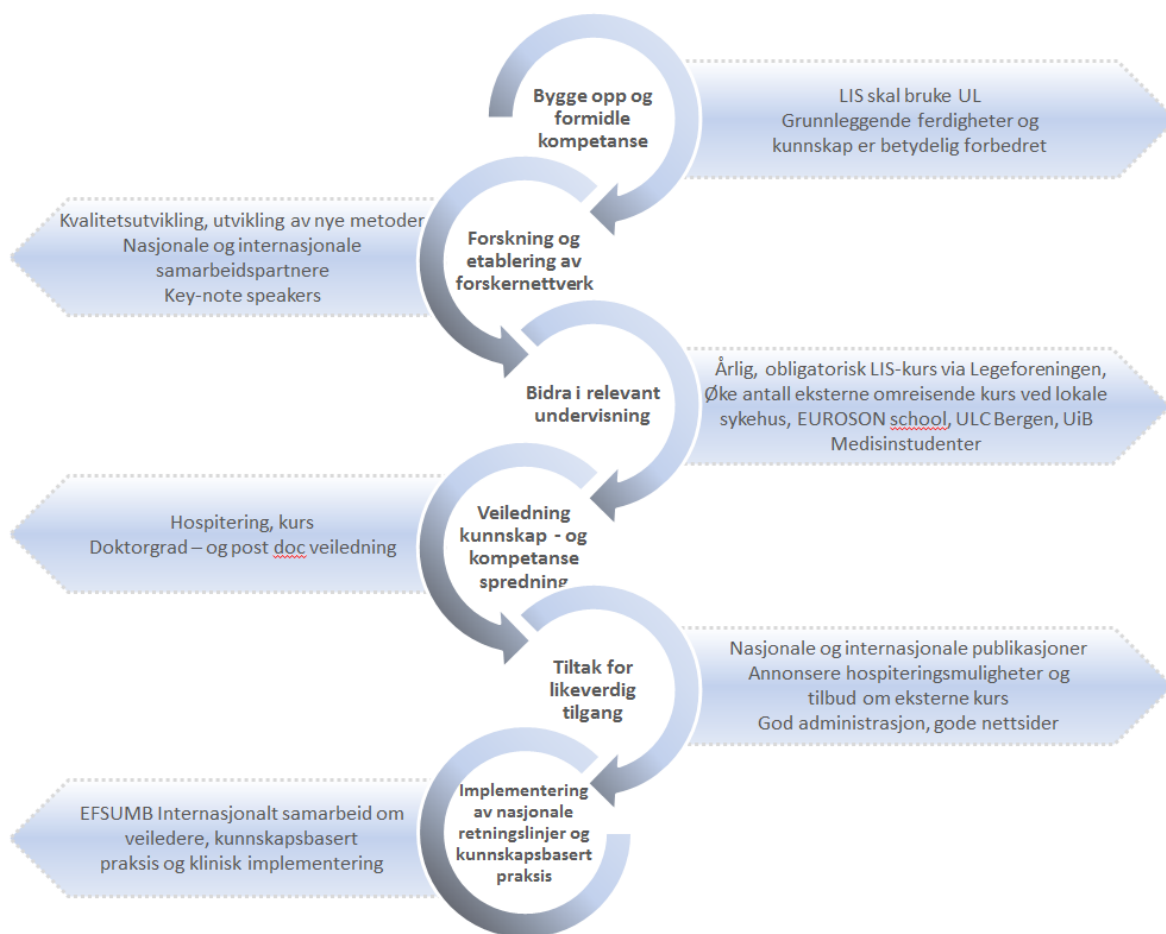 Bygge opp og
formidle
kompetanse
LIS skal bruke UL
Grunnleggende ferdigheter og
kunnskap er betydelig forbedret
Kvalitetsutvikling, utvikling av nye metoder
Nasjonale og internasjonale
samarbeidspartnere
Key-note speakers
Forskning og
etablering av
forskernettverk
Bidra i relevant
undervisning
Årlig, obligatorisk LIS-kurs via Legeforeningen,
Øke antall eksterne omreisende kurs ved lokale
sykehus, EUROSON school, ULC Bergen, UiB
Medisinstudenter
Hospitering, kurs
Doktorgrad – og post doc veiledning
Veiledning
kunnskap - og
kompetanse
spredning
Tiltak for
likeverdig
tilgang
Nasjonale og internasjonale publikasjoner
Annonsere hospiteringsmuligheter og
tilbud om eksterne kurs
God administrasjon, gode nettsider
EFSUMB Internasjonalt samarbeid om
veiledere, kunnskapsbasert
praksis og klinisk implementering
Implementering
av nasjonale
retningslinjer og
kunnskapsbasert
praksis